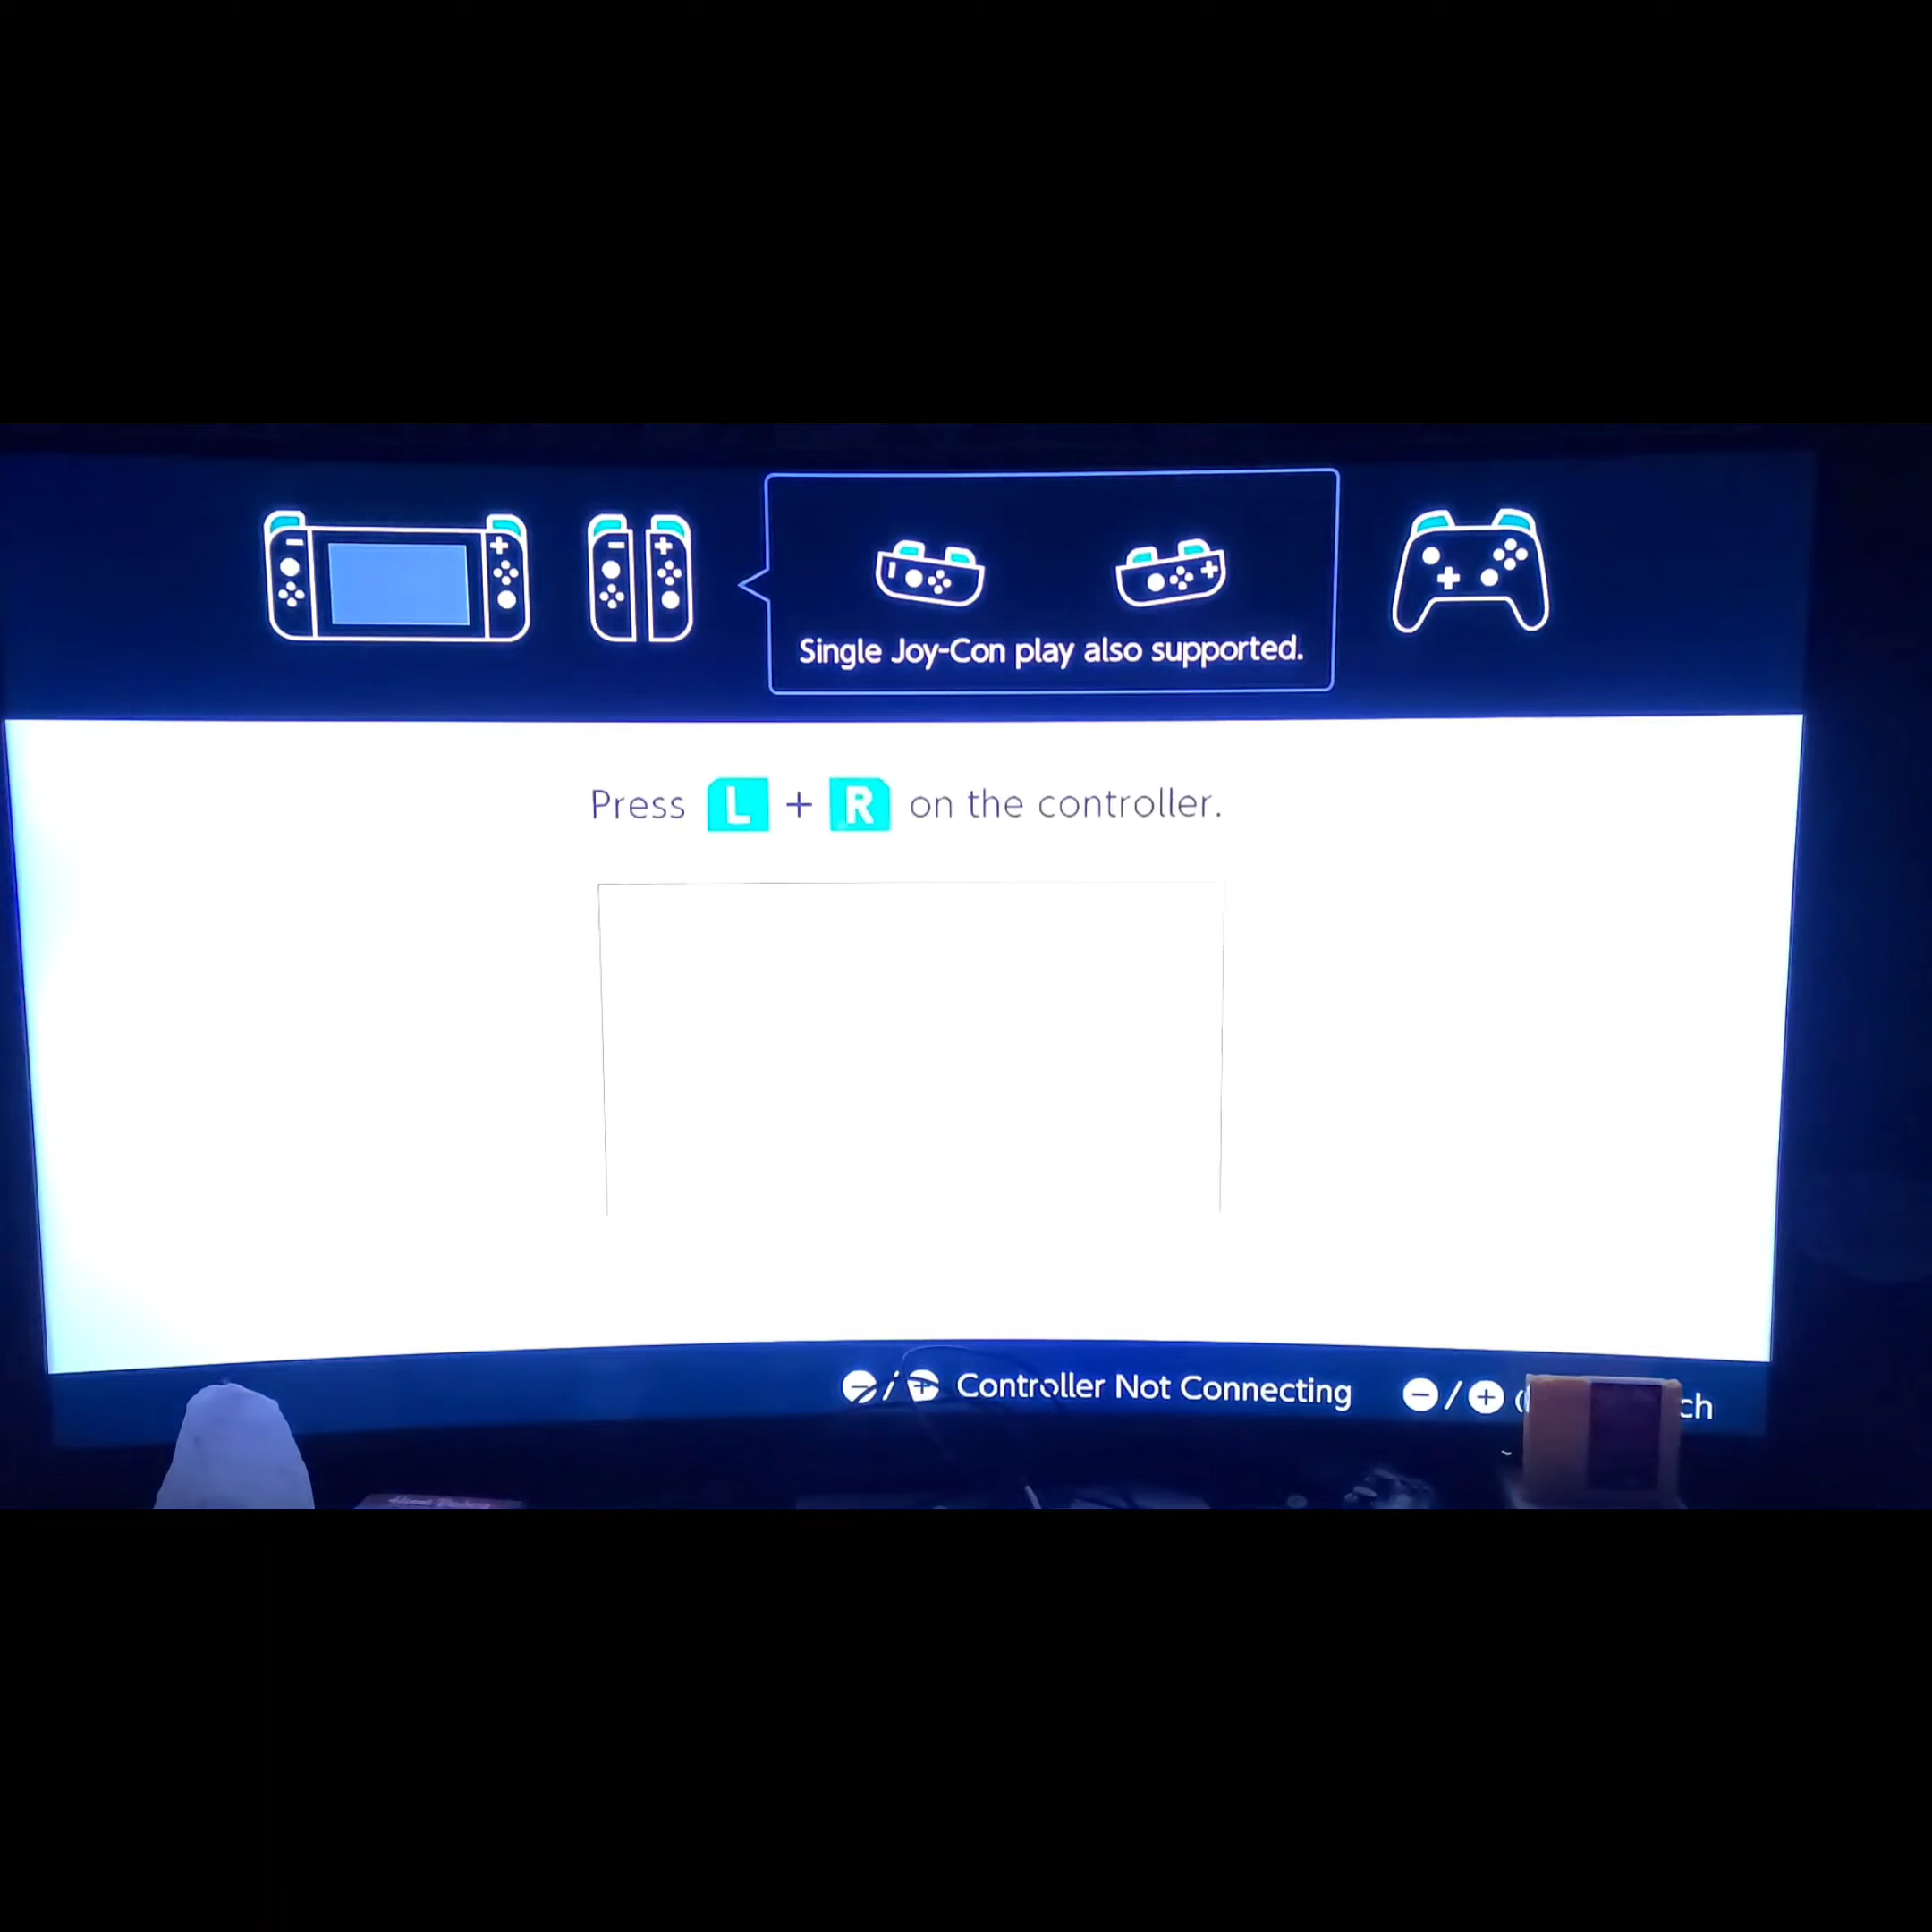 Single Joy-Con play also supported.
Press L + R on the controller.
-/+ Controller Not Connecting
-/+ (